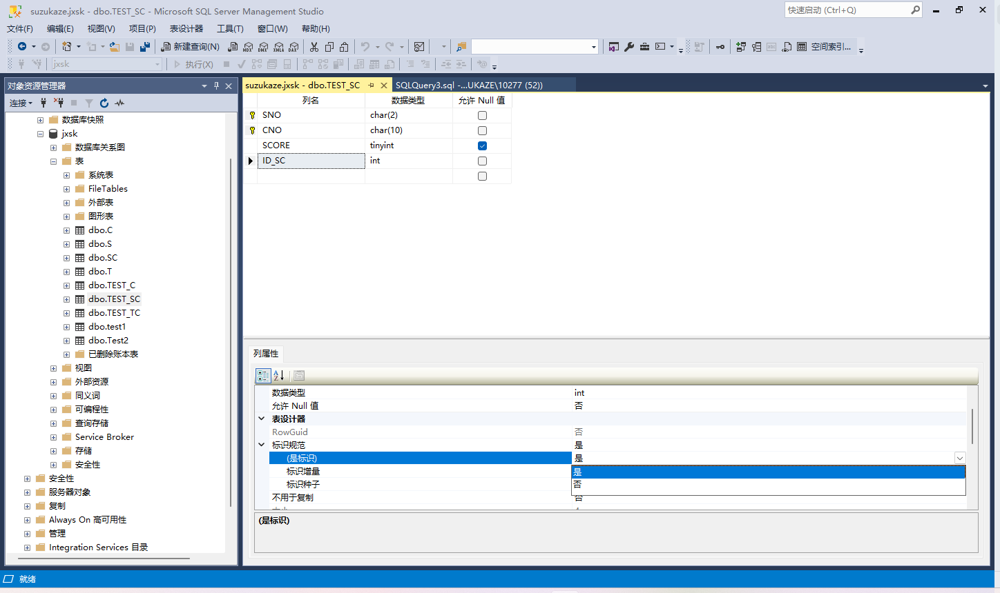 suzukaze.jxsk - dbo.TEST_SC - Microsoft SQL Server Management Studio
快速启动 (Ctrl+Q)
文件(F) 编辑(E) 视图(V) 项目(P) 表设计器 工具(T) 窗口(W) 帮助(H)
新建查询(N) MDX DMX XMLA DAX 空间索引...
jxsk 执行(X)
对象资源管理器
连接
数据库快照
jxsk
数据库关系图
表
系统表
FileTables
外部表
图形表
dbo.C
dbo.S
dbo.SC
dbo.T
dbo.TEST_C
dbo.TEST_SC
dbo.TEST_TC
dbo.test1
dbo.Test2
已删除账本表
视图
外部资源
同义词
可编程性
查询存储
Service Broker
存储
安全性
安全性
服务器对象
复制
Always On 高可用性
管理
Integration Services 目录
suzukaze.jxsk - dbo.TEST_SC
SQLQuery3.sql -...UKAZE\10277 (52))
列名 数据类型 允许 Null 值
SNO char(2)
CNO char(10)
SCORE tinyint
ID_SC int
列属性
数据类型 int
允许 Null 值 否
表设计器
RowGuid 否
标识规范 是
(是标识) 是
是
标识增量
标识种子 否
不用于复制 否
大小 4
(是标识)
就绪